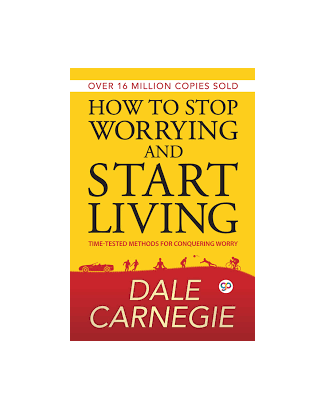 OVER 16 MILLION COPIES SOLD
HOW TO STOP
WORRYING
AND
START
LIVING
TIME-TESTED METHODS FOR CONQUERING WORRY
DALE
CARNEGIE